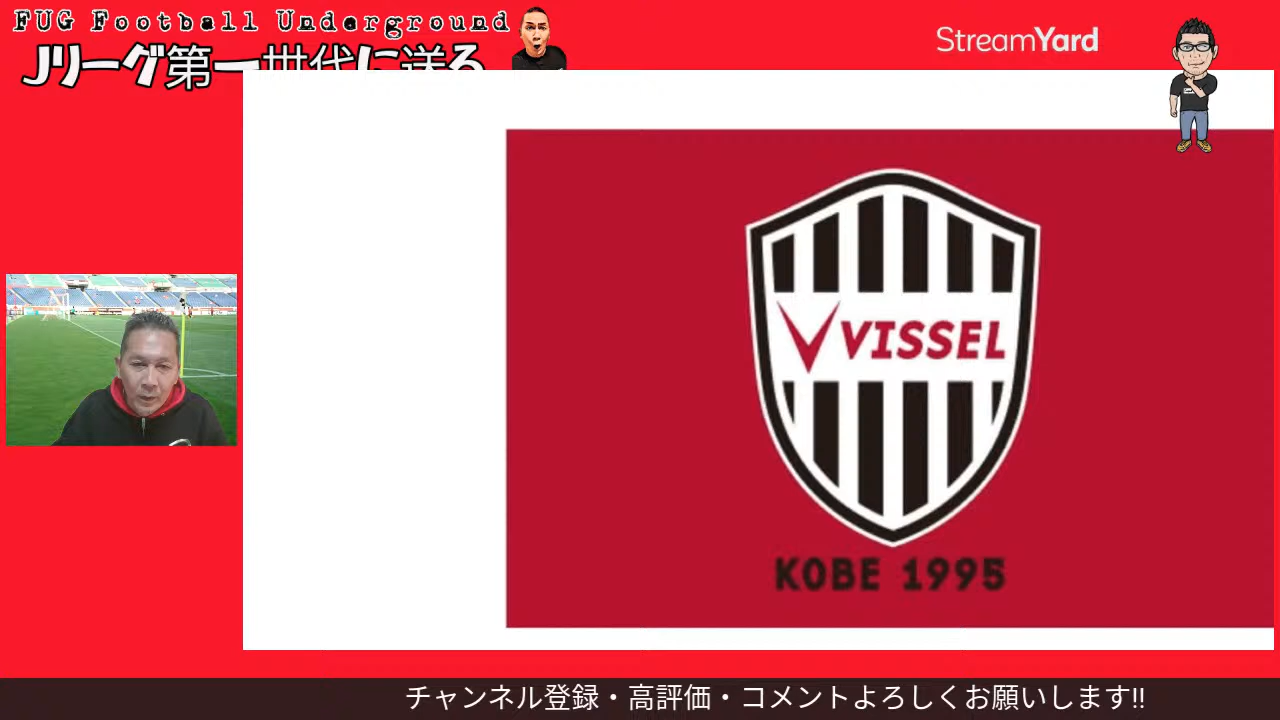 FUG Football Underground
Jリーグ第一世代に送る
StreamYard
VISSEL
KOBE 1995
チャンネル登録・高評価・コメントよろしくお願いします!!